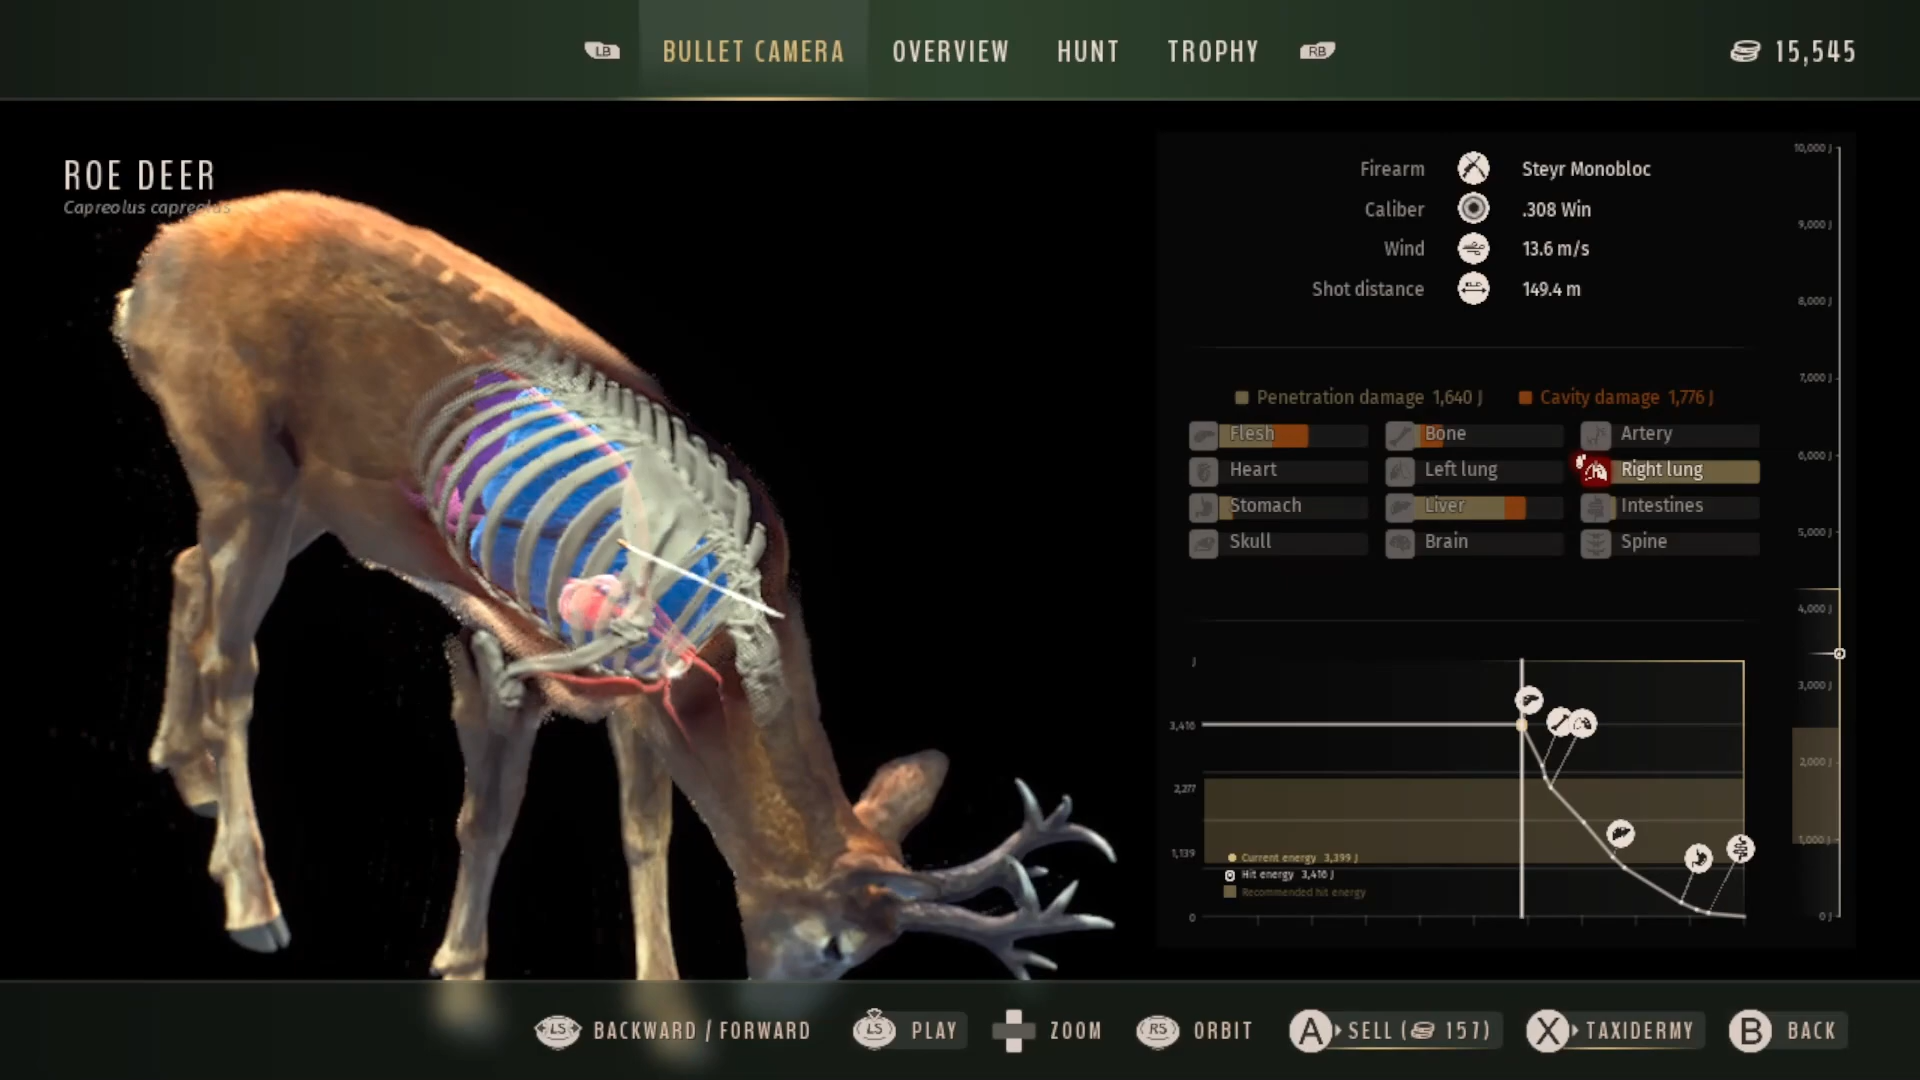 LB BULLET CAMERA OVERVIEW HUNT TROPHY RB 15,545
ROE DEER
Capreolus capreolus
Firearm Steyr Monobloc
Caliber .308 Win
Wind 13.6 m/s
Shot distance 149.4 m
Penetration damage 1,640 J Cavity damage 1,776 J
Flesh Bone Artery
Heart Left lung Right lung
Stomach Liver Intestines
Skull Brain Spine
10,000 J
9,000 J
8,000 J
7,000 J
6,000 J
5,000 J
4,000 J
3,000 J
2,000 J
1,000 J
0 J
J
3,416
2,277
1,139
0
Current energy 3,399 J
Hit energy 3,416 J
Recommended hit energy
LS BACKWARD / FORWARD LS PLAY ZOOM RS ORBIT A SELL ( 157) X TAXIDERMY B BACK